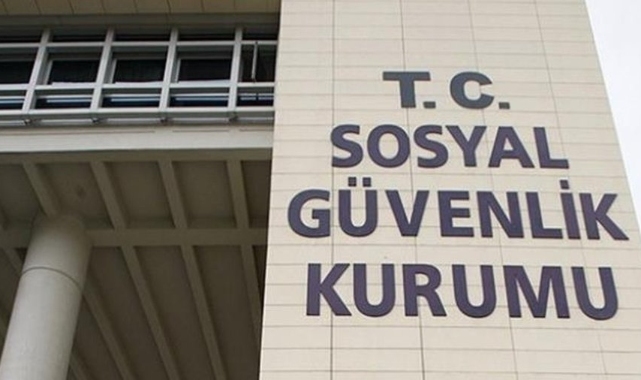 T.C.
SOSYAL
GÜVENLİK
KURUMU